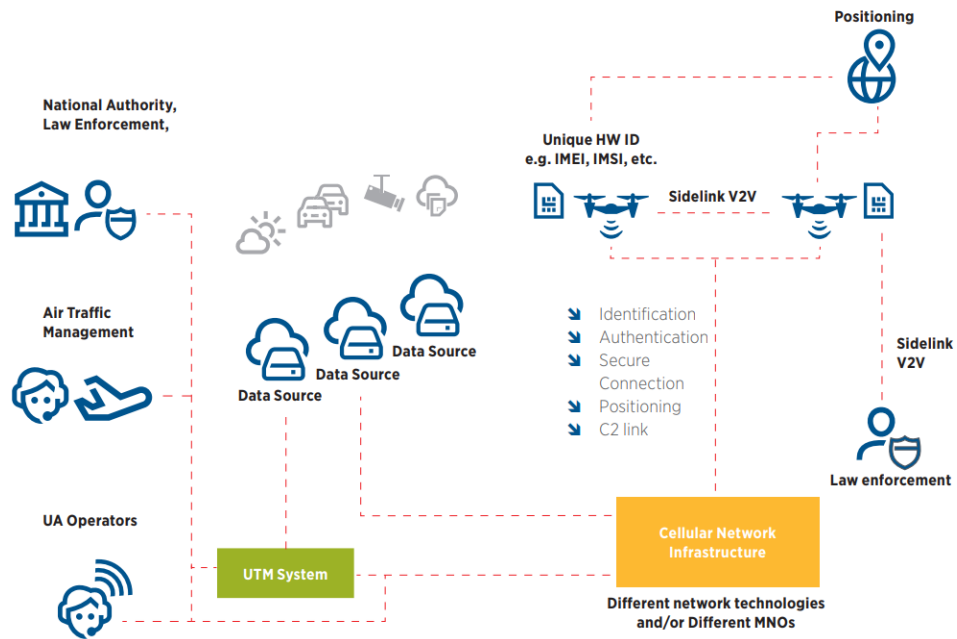 Positioning
National Authority,
Law Enforcement,
Unique HW ID
e.g. IMEI, IMSI, etc.
Sidelink V2V
Air Traffic
Management
Data Source
Data Source
Data Source
Identification
Authentication
Secure
Connection
Positioning
C2 link
Sidelink
V2V
Law enforcement
UA Operators
UTM System
Cellular Network
Infrastructure
Different network technologies
and/or Different MNOs